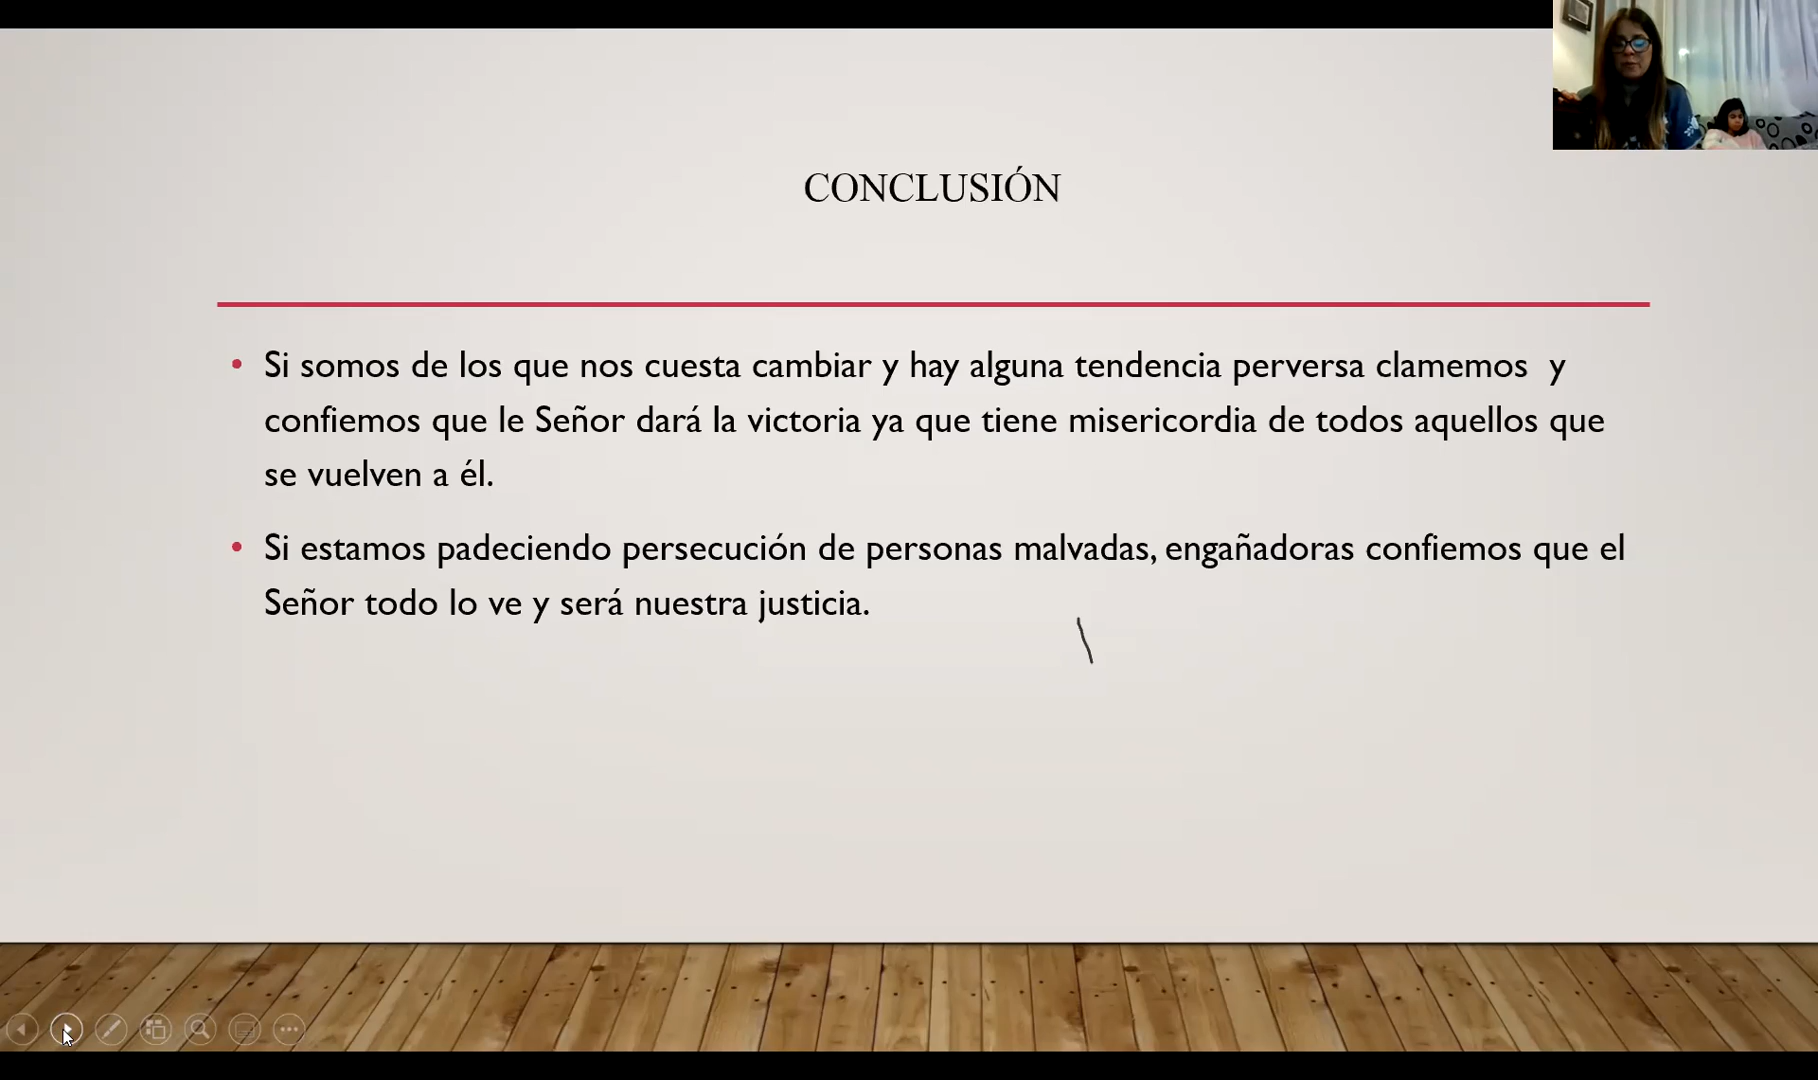 CONCLUSIÓN
• Si somos de los que nos cuesta cambiar y hay alguna tendencia perversa clamemos  y
confiemos que le Señor dará la victoria ya que tiene misericordia de todos aquellos que
se vuelven a él.
• Si estamos padeciendo persecución de personas malvadas, engañadoras confiemos que el
Señor todo lo ve y será nuestra justicia.